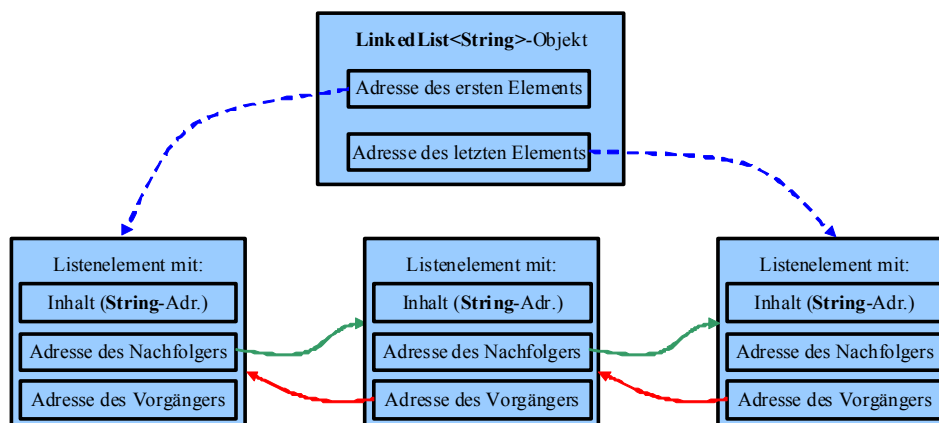 LinkedList<String>-Objekt
Adresse des ersten Elements
Adresse des letzten Elements
Listenelement mit:
Inhalt (String-Adr.)
Adresse des Nachfolgers
Adresse des Vorgängers
Listenelement mit:
Inhalt (String-Adr.)
Adresse des Nachfolgers
Adresse des Vorgängers
Listenelement mit:
Inhalt (String-Adr.)
Adresse des Nachfolgers
Adresse des Vorgängers